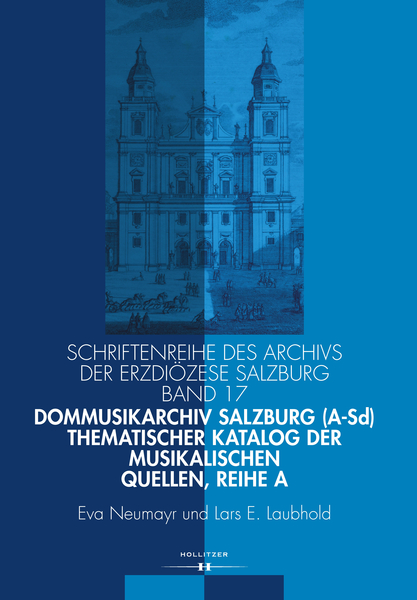 SCHRIFTENREIHE DES ARCHIVS
DER ERZDIÖZESE SALZBURG
BAND 17
DOMMUSIKARCHIV SALZBURG (A-Sd)
THEMATISCHER KATALOG DER
MUSIKALISCHEN
QUELLEN, REIHE A
Eva Neumayr und Lars E. Laubhold
HOLLITZER
H